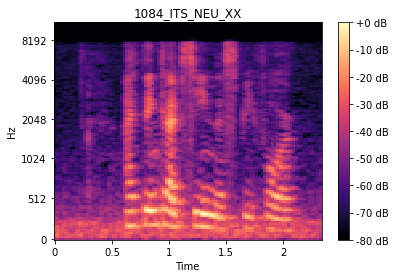 1084_ITS_NEU_XX
8192
4096
2048
1024
512
0
Hz
0
0.5
1
1.5
2
Time
+0 dB
-10 dB
-20 dB
-30 dB
-40 dB
-50 dB
-60 dB
-70 dB
-80 dB